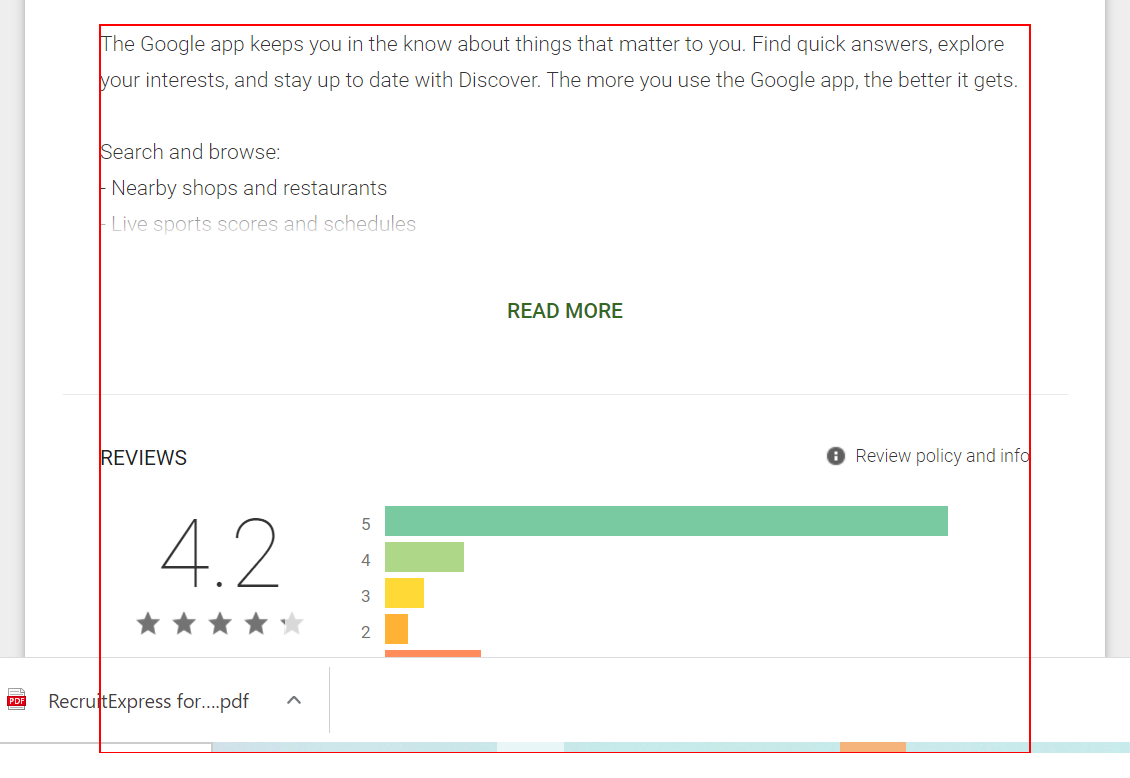 The Google app keeps you in the know about things that matter to you. Find quick answers, explore
your interests, and stay up to date with Discover. The more you use the Google app, the better it gets.
Search and browse:
- Nearby shops and restaurants
- Live sports scores and schedules
READ MORE
REVIEWS
Review policy and info
4.2
5
4
3
2
PDF
RecruitExpress for....pdf